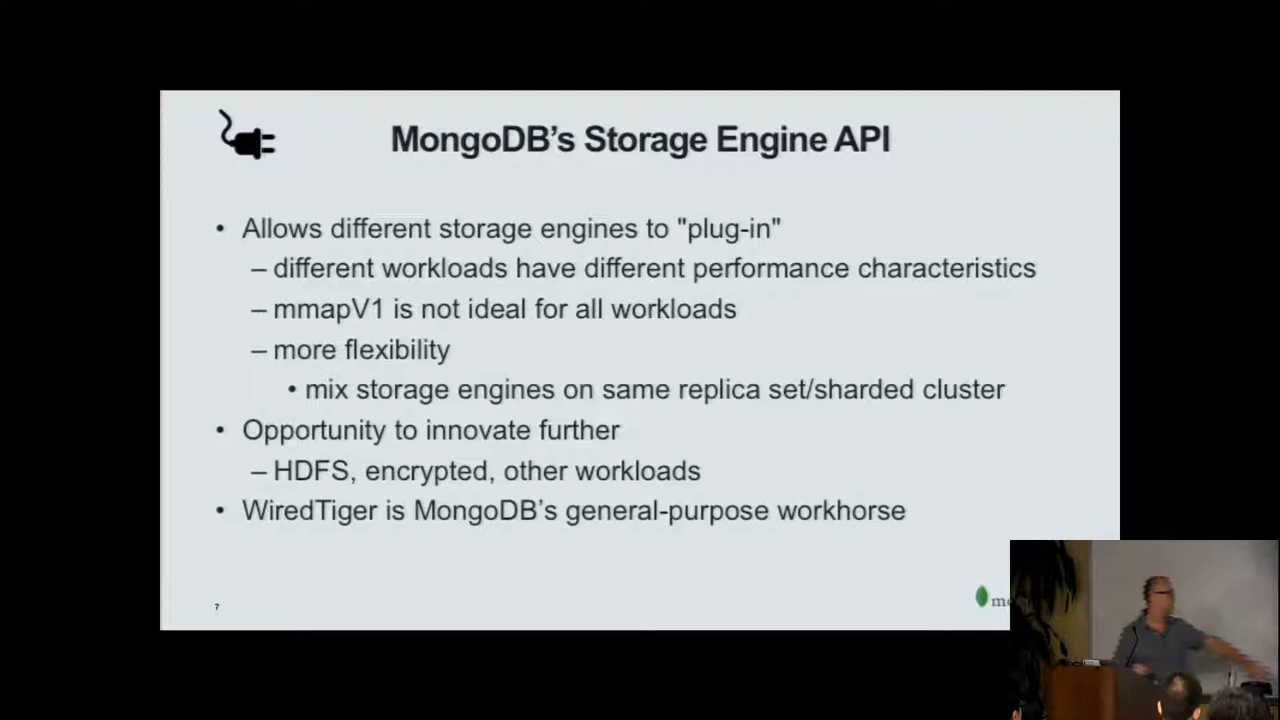 MongoDB's Storage Engine API
• Allows different storage engines to "plug-in"
– different workloads have different performance characteristics
– mmapV1 is not ideal for all workloads
– more flexibility
• mix storage engines on same replica set/sharded cluster
• Opportunity to innovate further
– HDFS, encrypted, other workloads
• WiredTiger is MongoDB's general-purpose workhorse
7